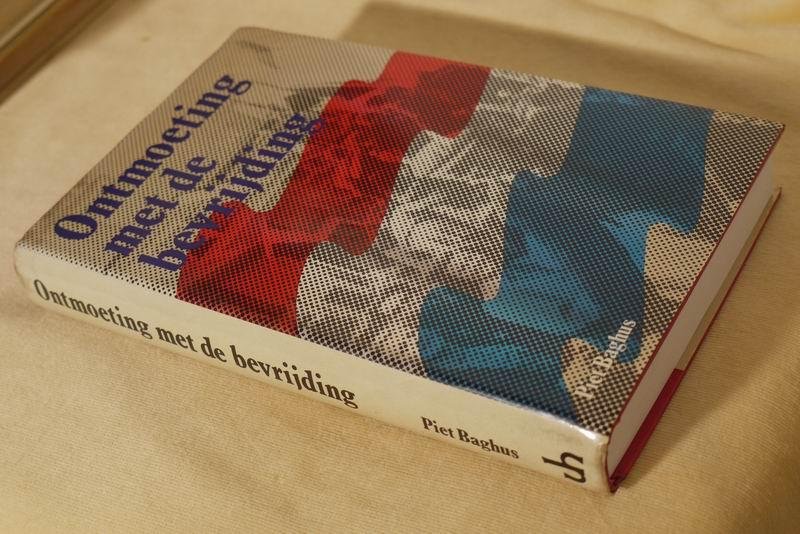 Ontmoeting
met de
bevrijding
Piet Baghus
Ontmoeting met de bevrijding
Piet Baghus
uh